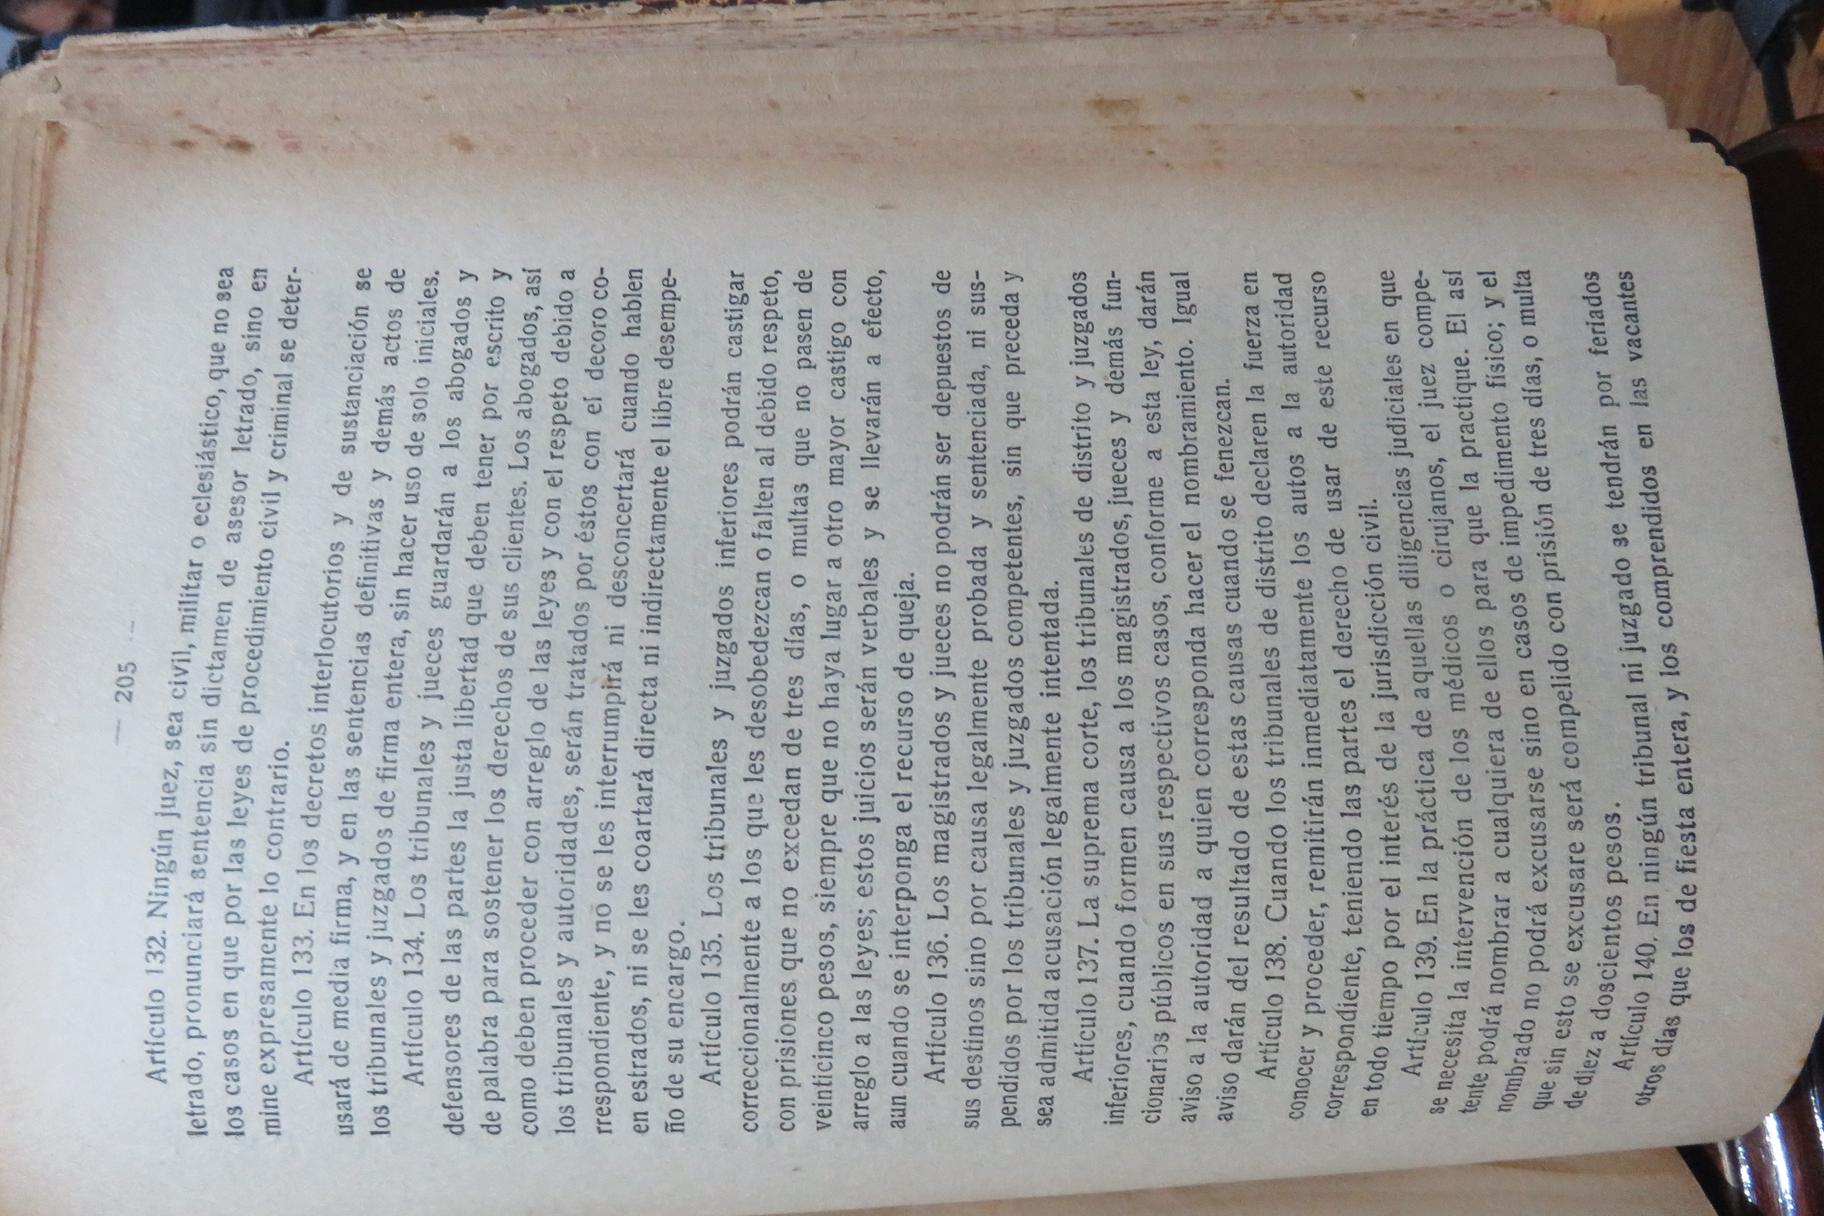 — 205 —
Artículo 132. Ningún juez, sea civil, militar o eclesiástico, que no sea
letrado, pronunciará sentencia sin dictamen de asesor letrado, sino en
los casos en que por las leyes de procedimiento civil y criminal se deter-
mine expresamente lo contrario.
Artículo 133. En los decretos interlocutorios y de sustanciación se
usará de media firma, y en las sentencias definitivas y demás actos de
los tribunales y juzgados de firma entera, sin hacer uso de solo iniciales.
Artículo 134. Los tribunales y jueces guardarán a los abogados y
defensores de las partes la justa libertad que deben tener por escrito y
de palabra para sostener los derechos de sus clientes. Los abogados, así
como deben proceder con arreglo de las leyes y con el respeto debido a
los tribunales y autoridades, serán tratados por éstos con el decoro co-
rrespondiente, y no se les interrumpirá ni desconcertará cuando hablen
en estrados, ni se les coartará directa ni indirectamente el libre desempe-
ño de su encargo.
Artículo 135. Los tribunales y juzgados inferiores podrán castigar
correccionalmente a los que les desobedezcan o falten al debido respeto,
con prisiones que no excedan de tres días, o multas que no pasen de
veinticinco pesos, siempre que no haya lugar a otro mayor castigo con
arreglo a las leyes; estos juicios serán verbales y se llevarán a efecto,
aun cuando se interponga el recurso de queja.
Artículo 136. Los magistrados y jueces no podrán ser depuestos de
sus destinos sino por causa legalmente probada y sentenciada, ni sus-
pendidos por los tribunales y juzgados competentes, sin que preceda y
sea admitida acusación legalmente intentada.
Artículo 137. La suprema corte, los tribunales de distrito y juzgados
inferiores, cuando formen causa a los magistrados, jueces y demás fun-
cionarios públicos en sus respectivos casos, conforme a esta ley, darán
aviso a la autoridad a quien corresponda hacer el nombramiento. Igual
aviso darán del resultado de estas causas cuando se fenezcan.
Artículo 138. Cuando los tribunales de distrito declaren la fuerza en
conocer y proceder, remitirán inmediatamente los autos a la autoridad
correspondiente, teniendo las partes el derecho de usar de este recurso
en todo tiempo por el interés de la jurisdicción civil.
Artículo 139. En la práctica de aquellas diligencias judiciales en que
se necesita la intervención de los médicos o cirujanos, el juez compe-
tente podrá nombrar a cualquiera de ellos para que la practique. El así
nombrado no podrá excusarse sino en casos de impedimento físico; y el
que sin esto se excusare será compelido con prisión de tres días, o multa
de diez a doscientos pesos.
Artículo 140. En ningún tribunal ni juzgado se tendrán por feriados
otros días que los de fiesta entera, y los comprendidos en las vacantes